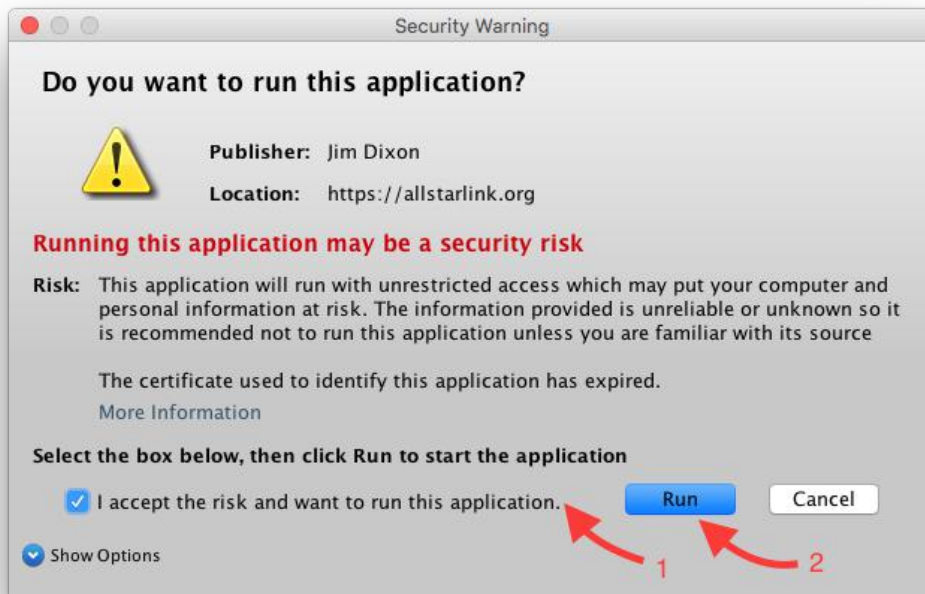 Security Warning
Do you want to run this application?
Publisher: Jim Dixon
Location: https://allstarlink.org
Running this application may be a security risk
Risk: This application will run with unrestricted access which may put your computer and
personal information at risk. The information provided is unreliable or unknown so it
is recommended not to run this application unless you are familiar with its source
The certificate used to identify this application has expired.
More Information
Select the box below, then click Run to start the application
I accept the risk and want to run this application. Run Cancel
Show Options 1 2